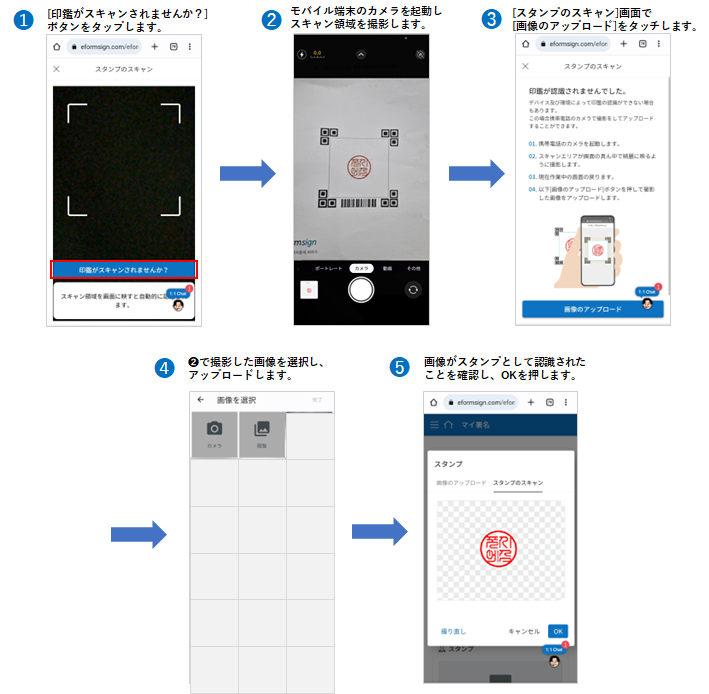 1
[印鑑がスキャンされませんか？]
ボタンをタップします。
eformsign.com/efor
スタンプのスキャン
印鑑がスキャンされませんか？
スキャン領域を画面に映すと自動的に
ます。
1:1 Chat
2
モバイル端末のカメラを起動し
スキャン領域を撮影します。
0.0
rmsign
ポートレート
カメラ
動画
その他
3
[スタンプのスキャン]画面で
[画像のアップロード]をタッチします。
eformsign.com/efor
スタンプのスキャン
印鑑が認識されませんでした。
デバイス及び環境によって印鑑の認識ができない場合
もあります。
この場合携帯電話のカメラで撮影をしてアップロード
することができます。
01. 携帯電話のカメラを起動します。
02. スキャンエリアが画面の真ん中で綺麗に映るよ
うに撮影します。
03. 現在作業中の画面の戻ります。
04. 以下[画像のアップロード]ボタンを押して撮影
した画像をアップロードします。
1:1 Chat
画像のアップロード
4
❷で撮影した画像を選択し、
アップロードします。
画像を選択
完了
カメラ
閲覧
5
画像がスタンプとして認識された
ことを確認し、OKを押します。
eformsign.com/efor
マイ署名
スタンプ
画像のアップロード
スタンプのスキャン
撮り直し
キャンセル
OK
1:1 Chat
スタンプ